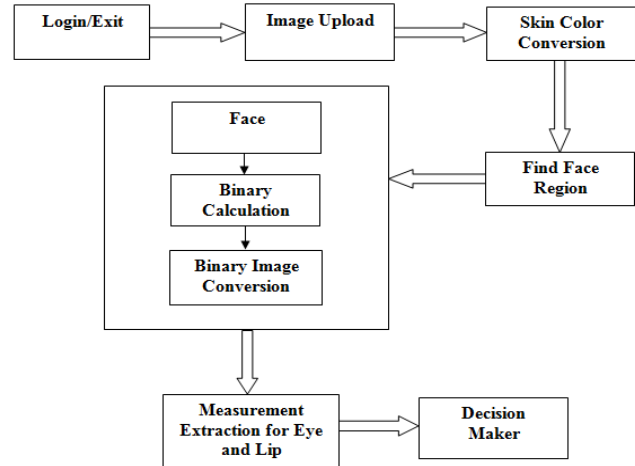 Login/Exit
Image Upload
Skin Color
Conversion
Find Face
Region
Face
Binary
Calculation
Binary Image
Conversion
Measurement
Extraction for Eye
and Lip
Decision
Maker